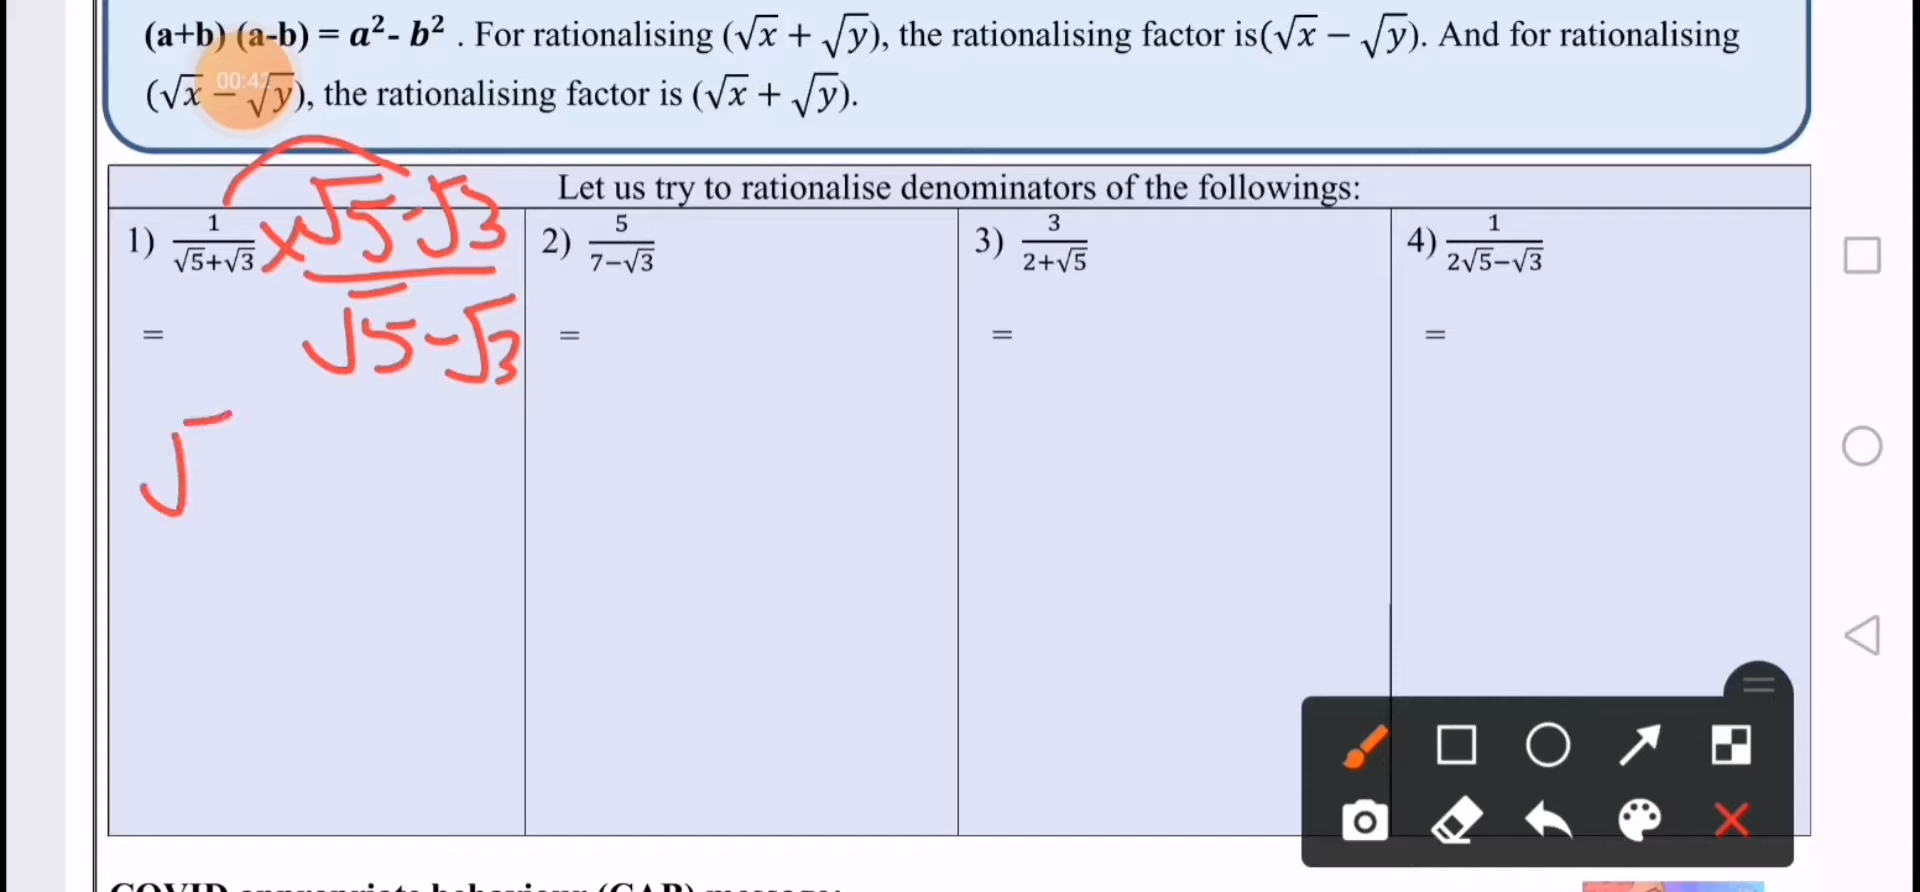 (a+b) (a-b) = a²- b² . For rationalising (√x + √y), the rationalising factor is(√x − √y). And for rationalising
(√x − √y), the rationalising factor is (√x + √y).
00:42
Let us try to rationalise denominators of the followings:
1) 1/(√5+√3) × (√5-√3)/(√5-√3)
=
√
2) 5/(7−√3)
=
3) 3/(2+√5)
=
4) 1/(2√5−√3)
=
COVID appropriate behaviour (CAB) message: